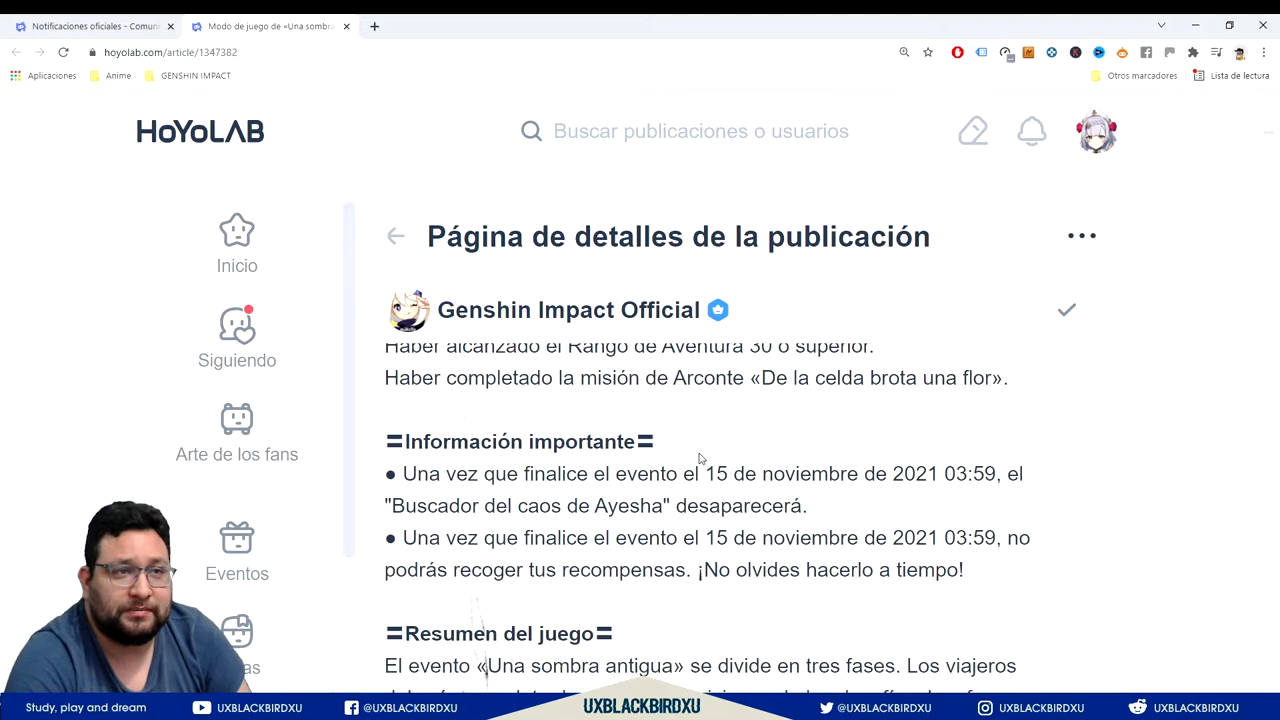 Notificaciones oficiales - Comun
Modo de juego de «Una sombra
hoyolab.com/article/1347382
Aplicaciones
Anime
GENSHIN IMPACT
Otros marcadores
Lista de lectura
HoYoLAB
Buscar publicaciones o usuarios
Inicio
Siguiendo
Arte de los fans
Eventos
Página de detalles de la publicación
Genshin Impact Official
Haber alcanzado el Rango de Aventura 30 o superior.
Haber completado la misión de Arconte «De la celda brota una flor».
〓Información importante〓
● Una vez que finalice el evento el 15 de noviembre de 2021 03:59, el
"Buscador del caos de Ayesha" desaparecerá.
● Una vez que finalice el evento el 15 de noviembre de 2021 03:59, no
podrás recoger tus recompensas. ¡No olvides hacerlo a tiempo!
〓Resumen del juego〓
El evento «Una sombra antigua» se divide en tres fases. Los viajeros
Study, play and dream
UXBLACKBIRDXU
@UXBLACKBIRDXU
UXBLACKBIRDXU
@UXBLACKBIRDXU
UXBLACKBIRDXU
UXBLACKBIRDXU